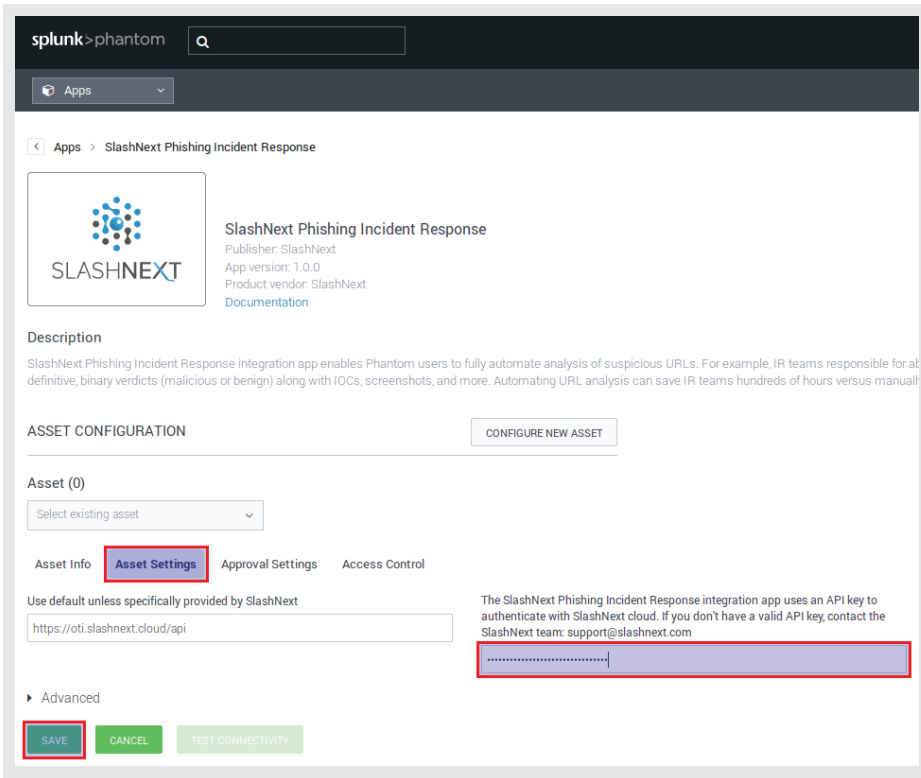 splunk>phantom
Apps
Apps > SlashNext Phishing Incident Response
SLASHNEXT
SlashNext Phishing Incident Response
Publisher: SlashNext
App version: 1.0.0
Product vendor: SlashNext
Documentation
Description
SlashNext Phishing Incident Response integration app enables Phantom users to fully automate analysis of suspicious URLs. For example, IR teams responsible for
definitive, binary verdicts (malicious or benign) along with IOCs, screenshots, and more. Automating URL analysis can save IR teams hundreds of hours versus
ASSET CONFIGURATION
CONFIGURE NEW ASSET
Asset (0)
Select existing asset
Asset Info
Asset Settings
Approval Settings
Access Control
Use default unless specifically provided by SlashNext
https://oti.slashnext.cloud/api
The SlashNext Phishing Incident Response integration app uses an API key to
authenticate with SlashNext cloud. If you don't have a valid API key, contact the
SlashNext team: support@slashnext.com
Advanced
SAVE
CANCEL
TEST CONNECTIVITY